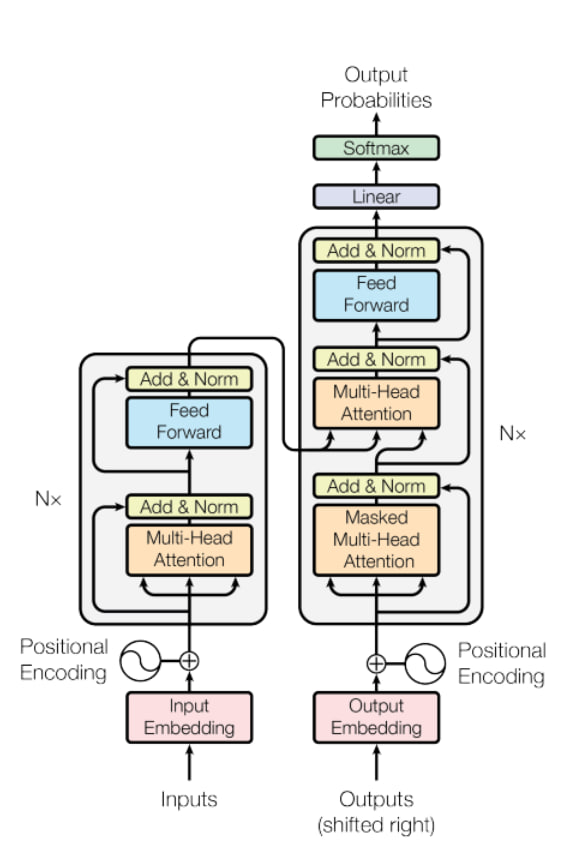 Output
Probabilities
Softmax
Linear
Add & Norm
Feed
Forward
Add & Norm
Multi-Head
Attention
Add & Norm
Masked
Multi-Head
Attention
Nx
Add & Norm
Feed
Forward
Add & Norm
Multi-Head
Attention
Nx
Positional
Encoding
Positional
Encoding
Input
Embedding
Output
Embedding
Inputs
Outputs
(shifted right)